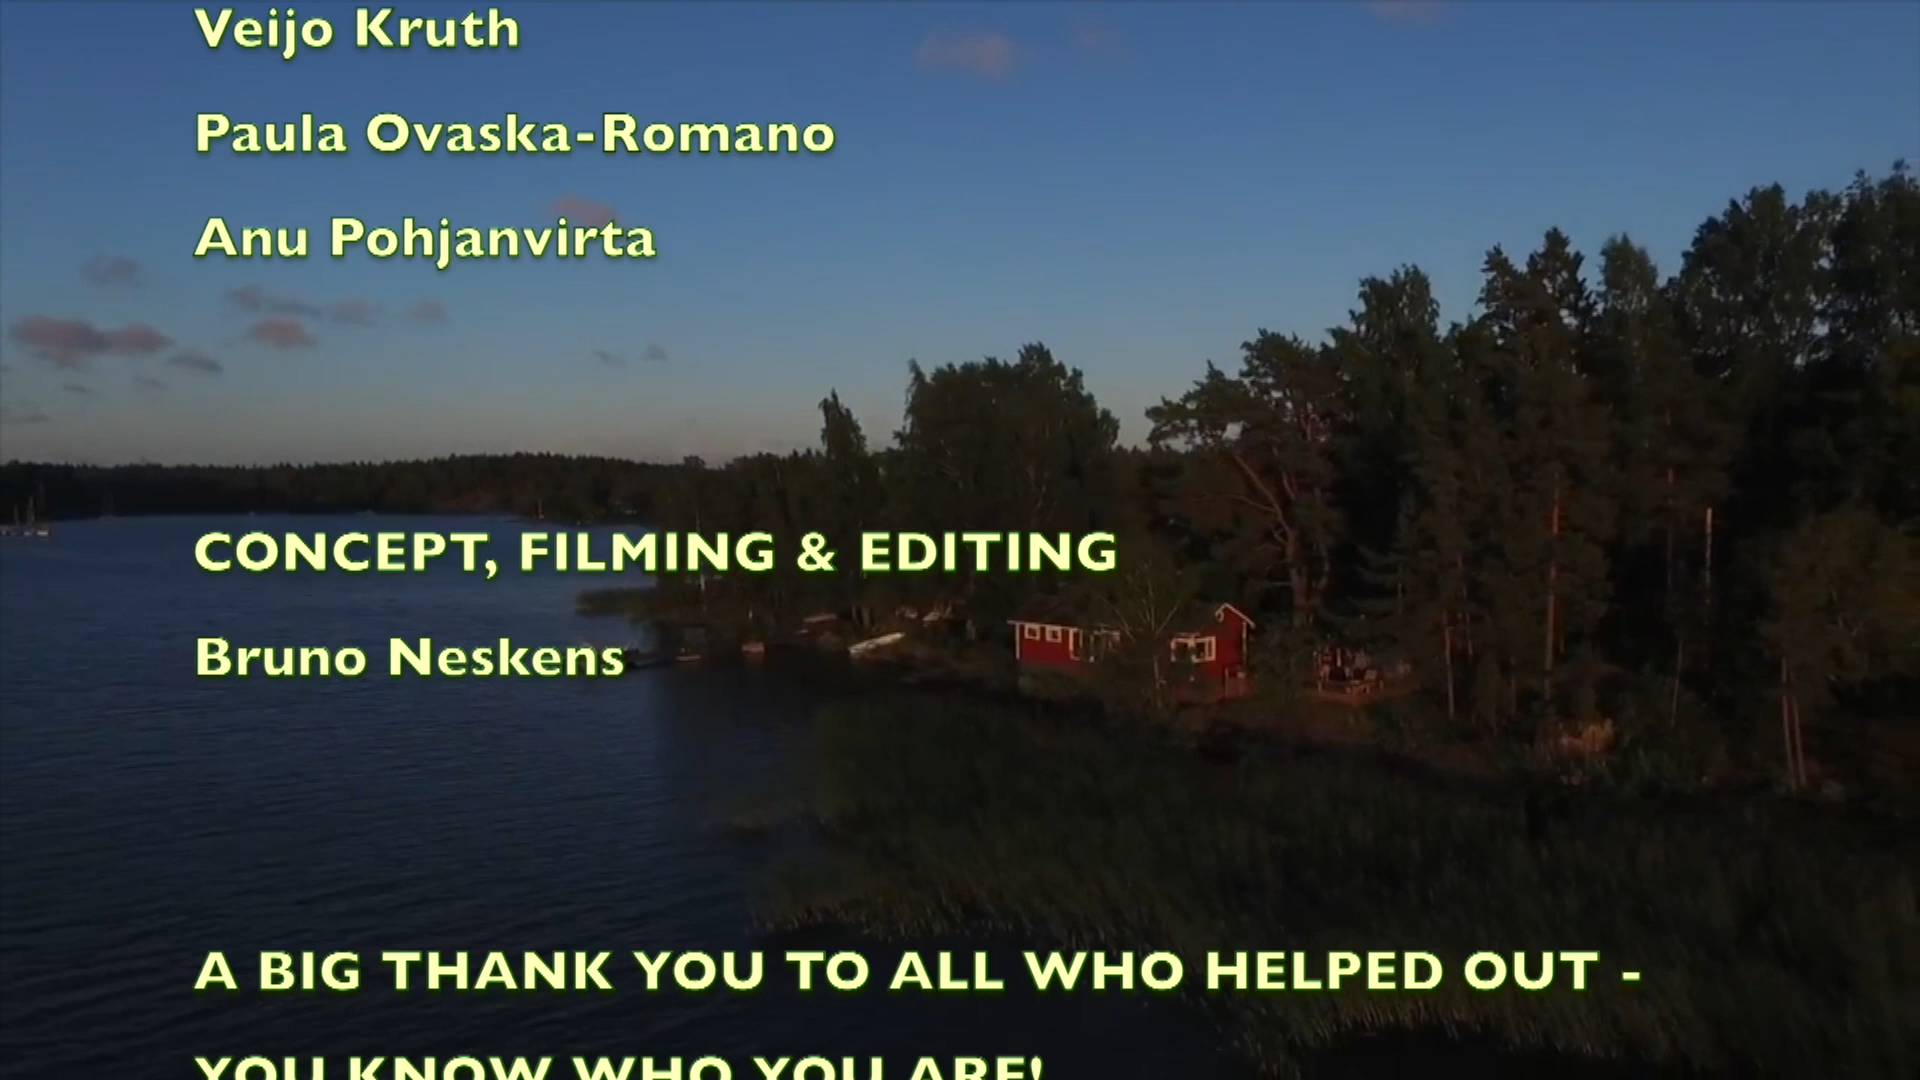 Veijo Kruth
Paula Ovaska-Romano
Anu Pohjanvirta
CONCEPT, FILMING & EDITING
Bruno Neskens
A BIG THANK YOU TO ALL WHO HELPED OUT -
YOU KNOW WHO YOU ARE!